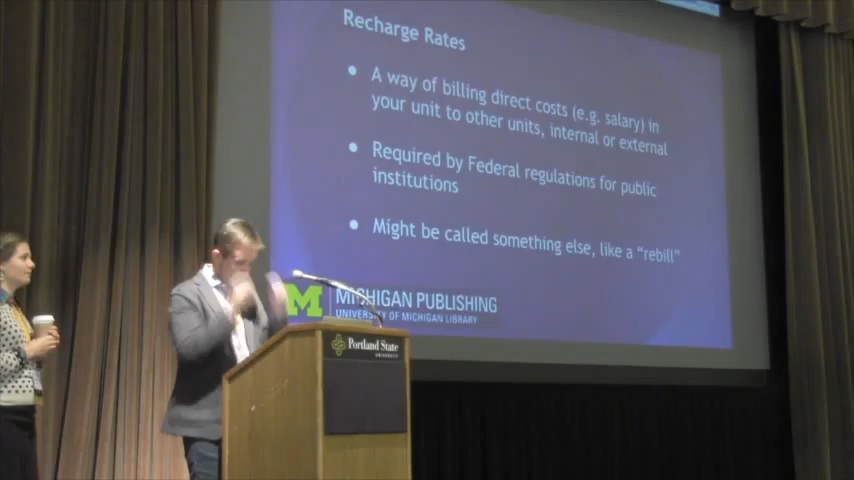 Recharge Rates
● A way of billing direct costs (e.g. salary) in
your unit to other units, internal or external
● Required by Federal regulations for public
institutions
● Might be called something else, like a “rebill”
M MICHIGAN PUBLISHING
UNIVERSITY OF MICHIGAN LIBRARY
Portland State
UNIVERSITY